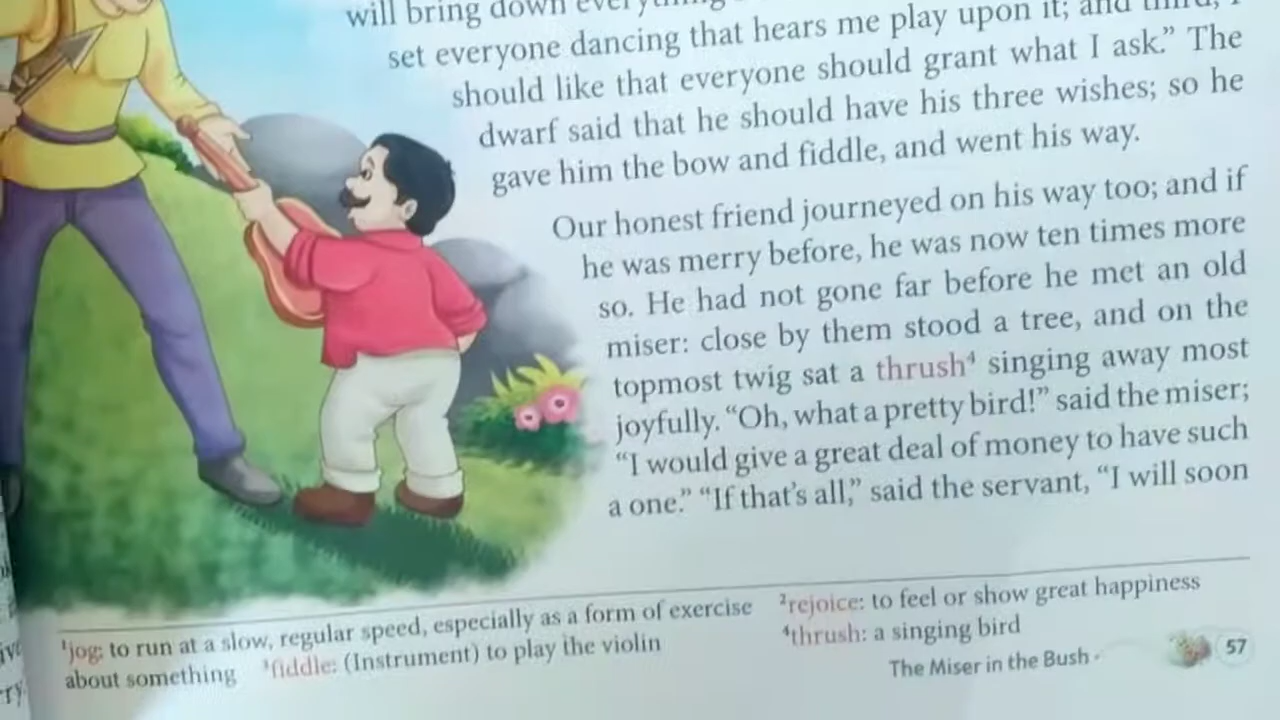 will bring down everything
set everyone dancing that hears me play upon it; and third, I
should like that everyone should grant what I ask.” The
dwarf said that he should have his three wishes; so he
gave him the bow and fiddle, and went his way.
Our honest friend journeyed on his way too; and if
he was merry before, he was now ten times more
so. He had not gone far before he met an old
miser: close by them stood a tree, and on the
topmost twig sat a thrush⁴ singing away most
joyfully. “Oh, what a pretty bird!” said the miser;
“I would give a great deal of money to have such
a one.” “If that’s all,” said the servant, “I will soon
¹jog: to run at a slow, regular speed, especially as a form of exercise ²rejoice: to feel or show great happiness
about something ³fiddle: (Instrument) to play the violin ⁴thrush: a singing bird
The Miser in the Bush 57